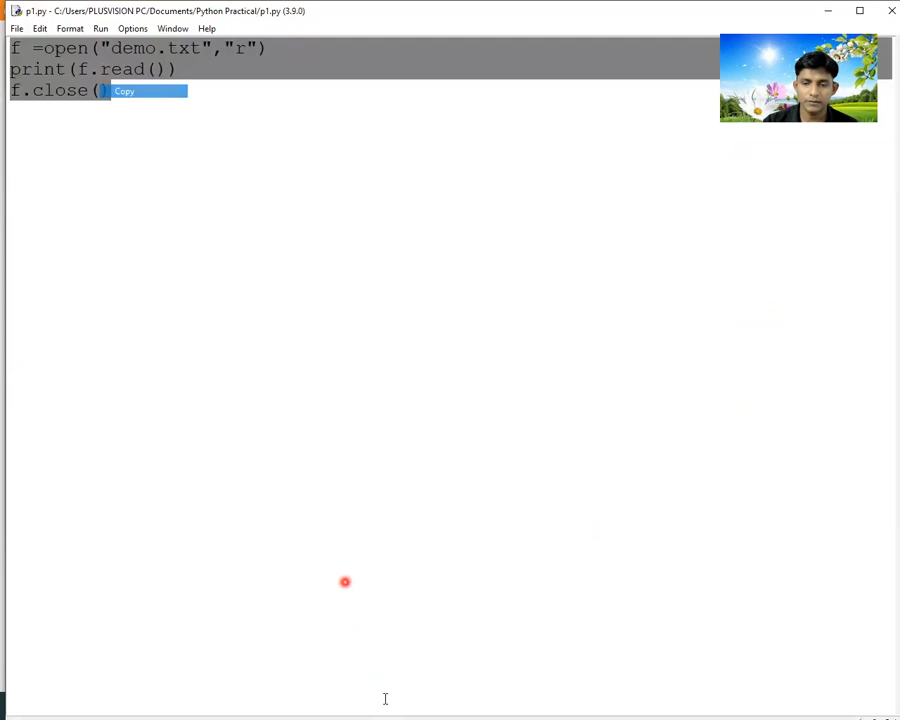 p1.py - C:/Users/PLUSVISION PC/Documents/Python Practical/p1.py (3.9.0)
File Edit Format Run Options Window Help
f =open("demo.txt","r")
print(f.read())
f.close()
Copy